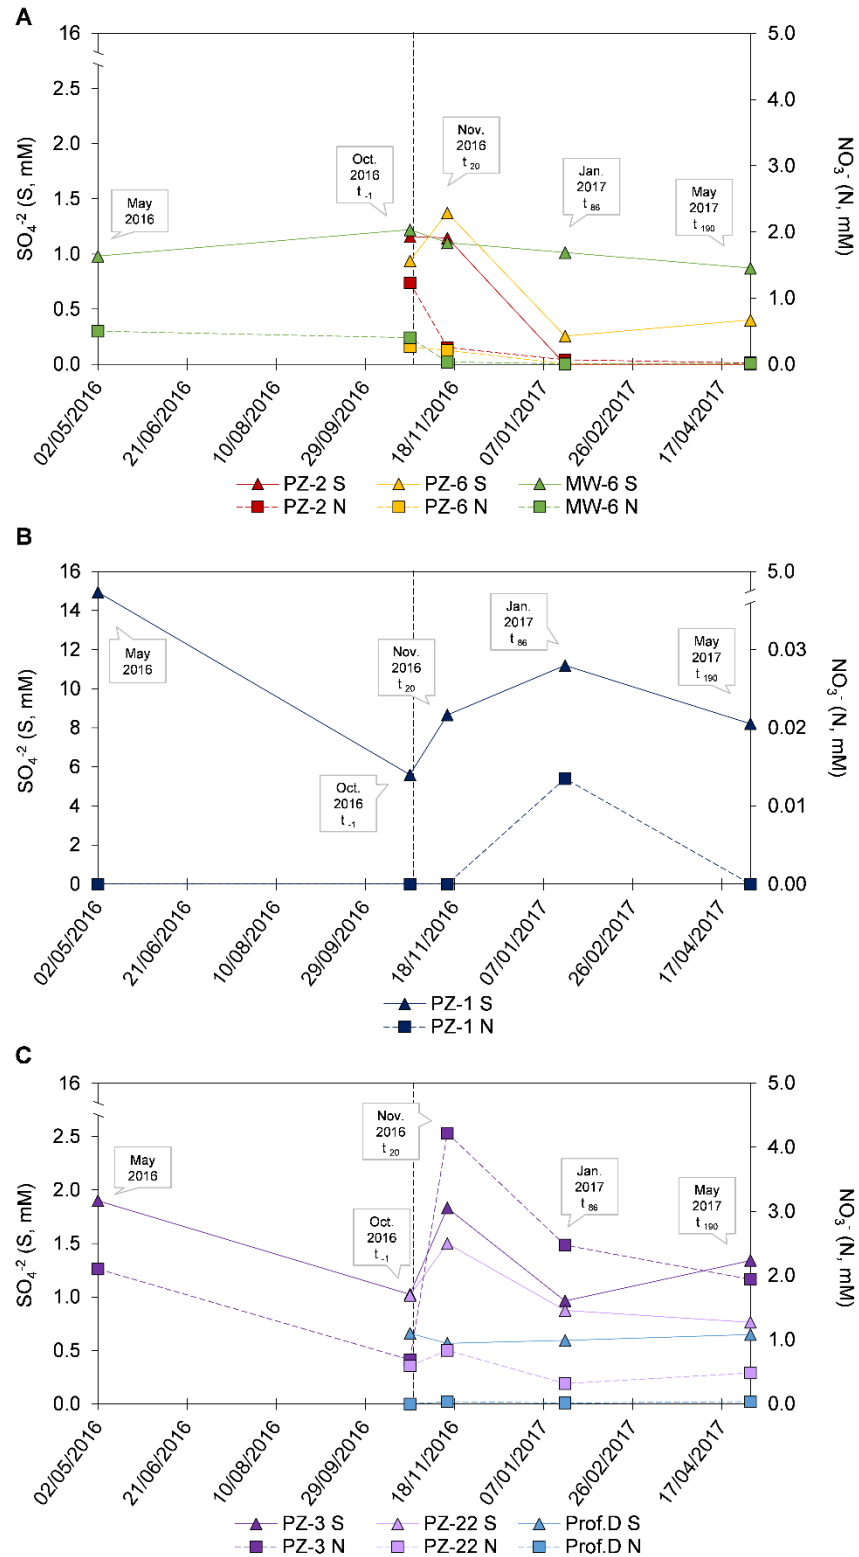 A
16
2.5
2.0
1.5
1.0
0.5
0.0
SO₄⁻² (S, mM)
5.0
4.0
3.0
2.0
1.0
0.0
NO₃⁻ (N, mM)
May
2016
Oct.
2016
t -1
Nov.
2016
t 20
Jan.
2017
t 86
May
2017
t 190
02/05/2016
21/06/2016
10/08/2016
29/09/2016
18/11/2016
07/01/2017
26/02/2017
17/04/2017
PZ-2 S PZ-6 S MW-6 S
PZ-2 N PZ-6 N MW-6 N
B
16
14
12
10
8
6
4
2
0
SO₄⁻² (S, mM)
5.0
0.03
0.02
0.01
0.00
NO₃⁻ (N, mM)
May
2016
Oct.
2016
t -1
Nov.
2016
t 20
Jan.
2017
t 86
May
2017
t 190
02/05/2016
21/06/2016
10/08/2016
29/09/2016
18/11/2016
07/01/2017
26/02/2017
17/04/2017
PZ-1 S
PZ-1 N
C
16
2.5
2.0
1.5
1.0
0.5
0.0
SO₄⁻² (S, mM)
5.0
4.0
3.0
2.0
1.0
0.0
NO₃⁻ (N, mM)
May
2016
Oct.
2016
t -1
Nov.
2016
t 20
Jan.
2017
t 86
May
2017
t 190
02/05/2016
21/06/2016
10/08/2016
29/09/2016
18/11/2016
07/01/2017
26/02/2017
17/04/2017
PZ-3 S PZ-22 S Prof.D S
PZ-3 N PZ-22 N Prof.D N